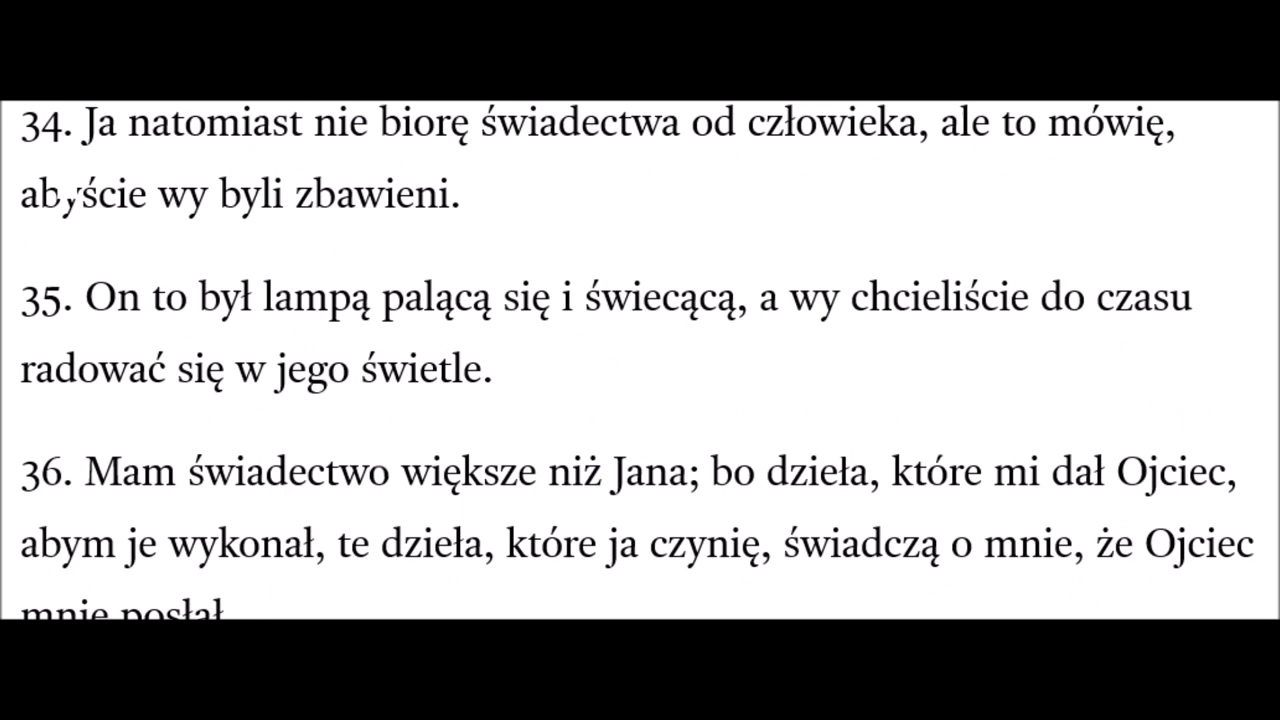 34. Ja natomiast nie biorę świadectwa od człowieka, ale to mówię,
abyście wy byli zbawieni.
35. On to był lampą palącą się i świecącą, a wy chcieliście do czasu
radować się w jego świetle.
36. Mam świadectwo większe niż Jana; bo dzieła, które mi dał Ojciec,
abym je wykonał, te dzieła, które ja czynię, świadczą o mnie, że Ojciec
mnie posłał